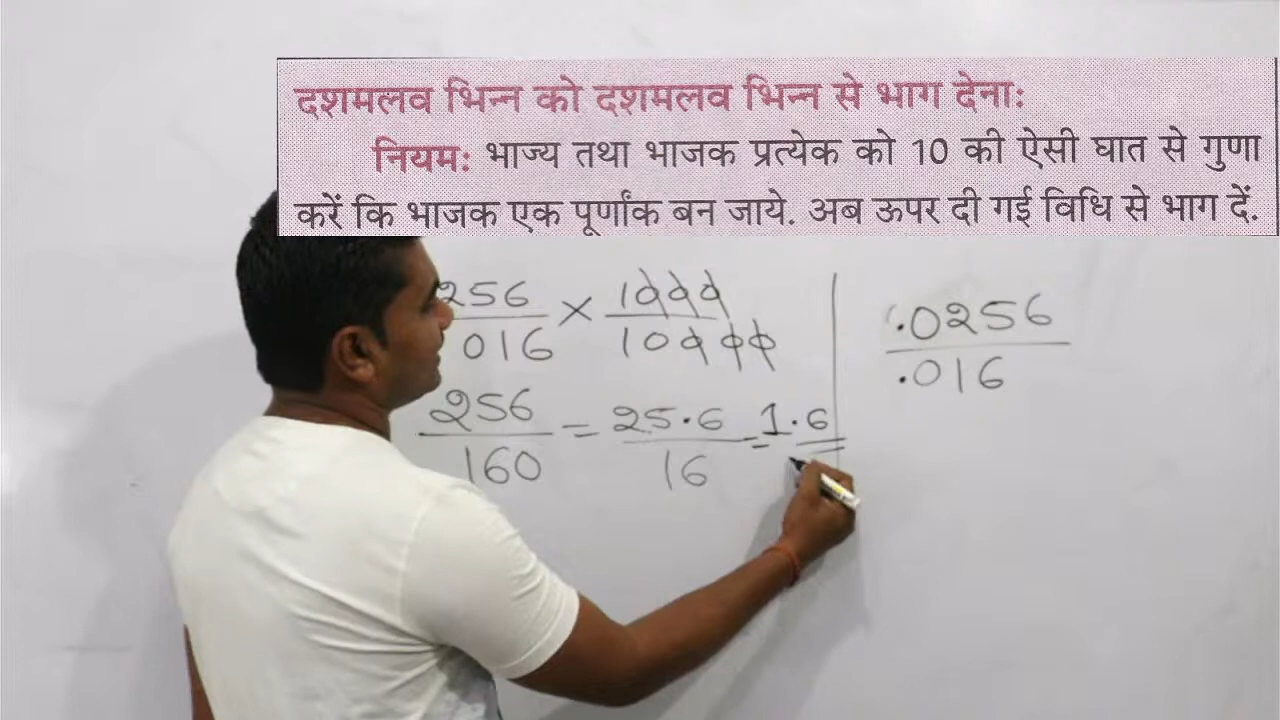 दशमलव भिन्न को दशमलव भिन्न से भाग देनाः
नियमः भाज्य तथा भाजक प्रत्येक को 10 की ऐसी घात से गुणा
करें कि भाजक एक पूर्णांक बन जाये. अब ऊपर दी गई विधि से भाग दें.
256/016 × 1000/10000
256/160 = 25.6/16 = 1.6
.0256/.016